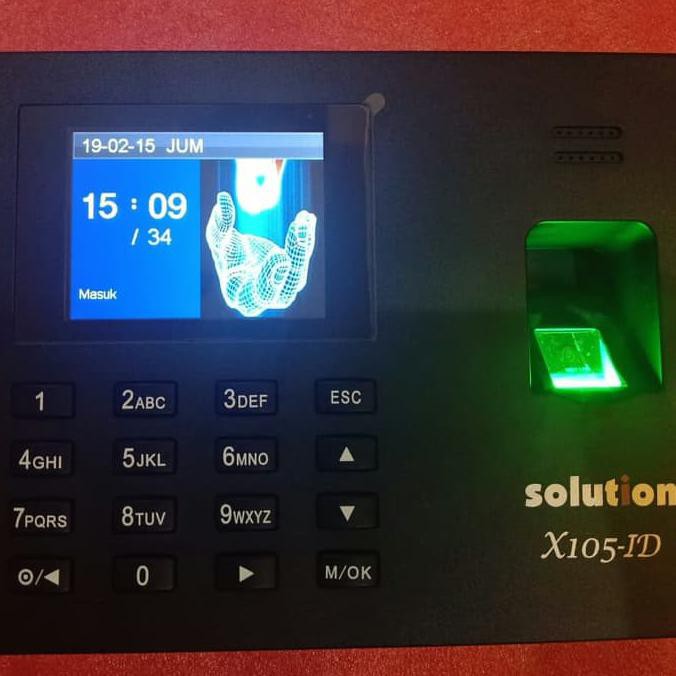 19-02-15 JUM
15 : 09
/ 34
Masuk
1 2ABC 3DEF ESC
4GHI 5JKL 6MNO ▲
7PQRS 8TUV 9WXYZ ▼
⊙/◀ 0 ▶ M/OK
solution
X105-ID